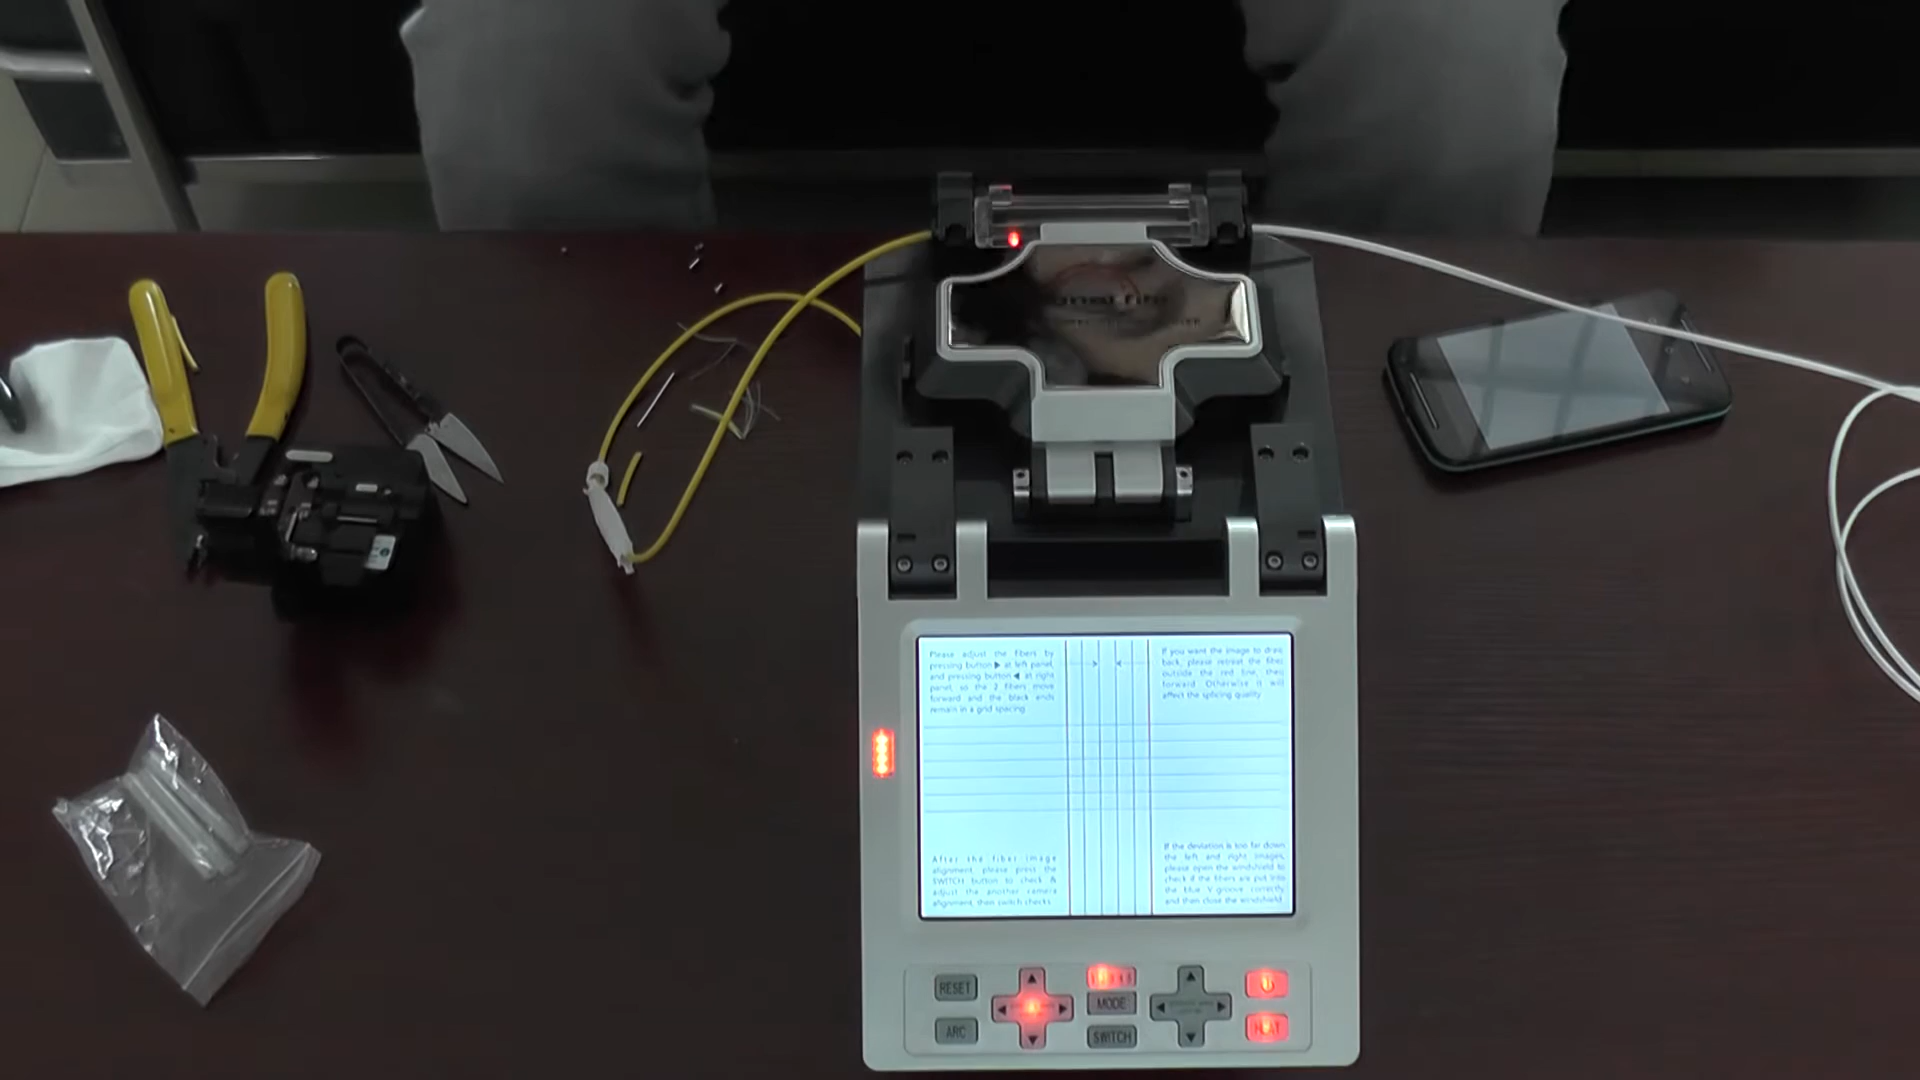 Please adjust the fibers by
pressing button ▶ at left panel,
and pressing button ◀ at right
panel, so the 2 fibers move
forward and the black ends
remain in a grid spacing.
If you want the image to draw
back, please retreat the fiber
outside the red line, then
forward. Otherwise it will
affect the splicing quality.
After the fiber image
alignment, please press the
SWITCH button to check &
adjust the another camera
alignment, then switch checks.
If the deviation is too far down
the left and right images,
please open the windshield to
check if the fibers are put into
the blue V-groove correctly
and then close the windshield.
RESET
ARC
MODE
SWITCH
HEAT